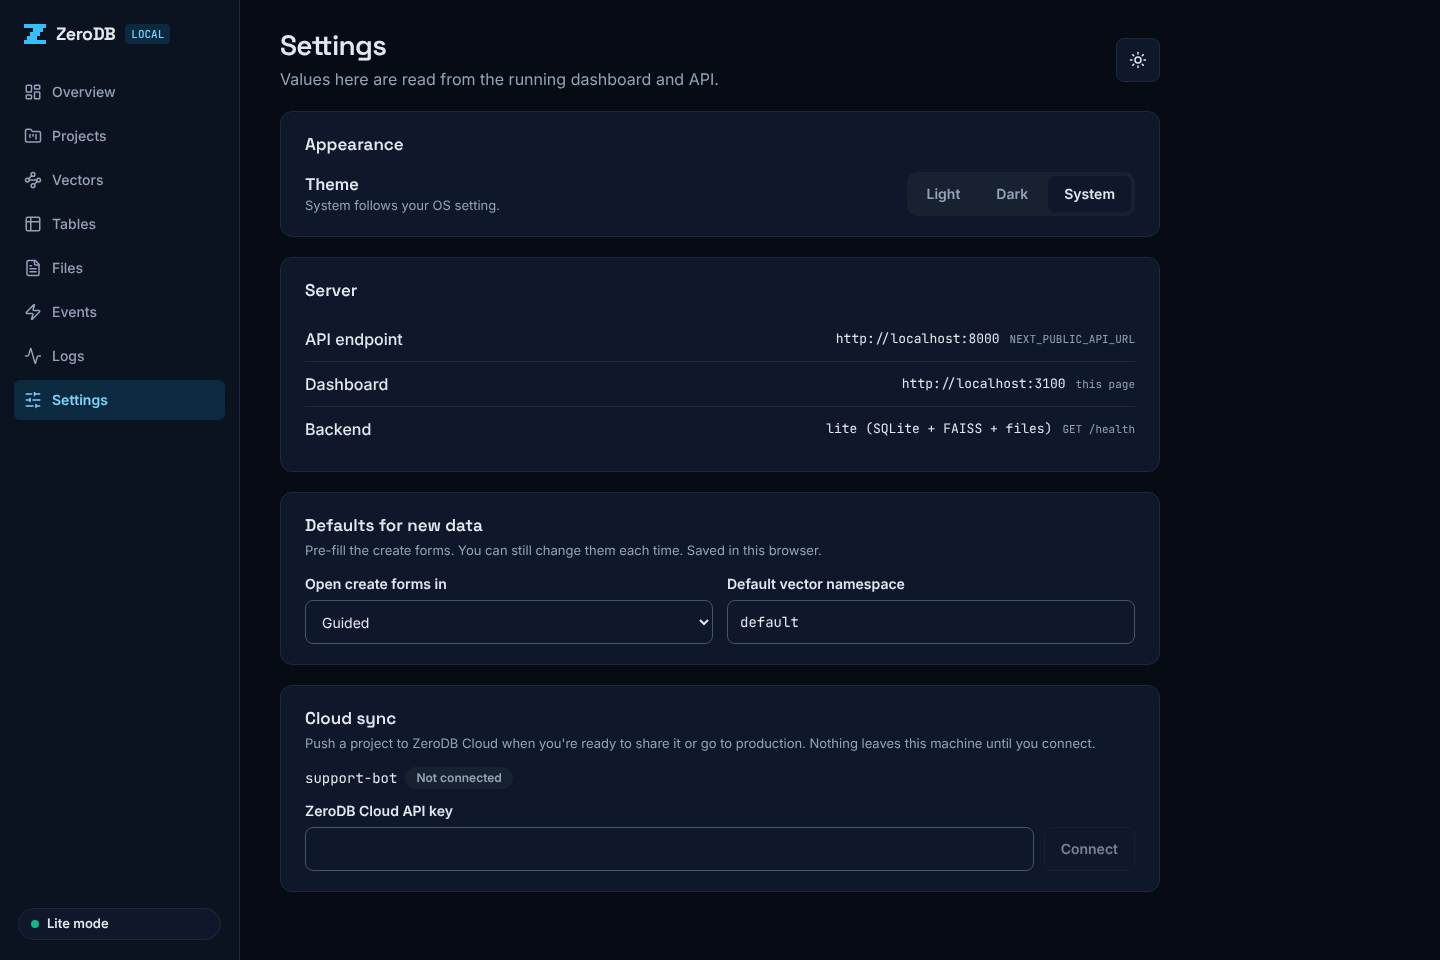 ZeroDB LOCAL
Overview
Projects
Vectors
Tables
Files
Events
Logs
Settings
Lite mode
Settings
Values here are read from the running dashboard and API.
Appearance
Theme
System follows your OS setting.
Light Dark System
Server
API endpoint http://localhost:8000 NEXT_PUBLIC_API_URL
Dashboard http://localhost:3100 this page
Backend lite (SQLite + FAISS + files) GET /health
Defaults for new data
Pre-fill the create forms. You can still change them each time. Saved in this browser.
Open create forms in Default vector namespace
Guided default
Cloud sync
Push a project to ZeroDB Cloud when you're ready to share it or go to production. Nothing leaves this machine until you connect.
support-bot Not connected
ZeroDB Cloud API key
Connect